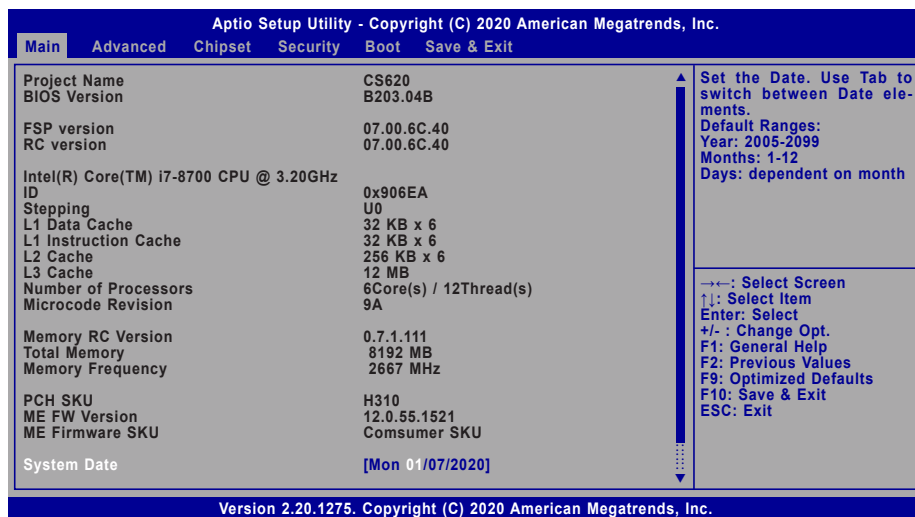 Aptio Setup Utility - Copyright (C) 2020 American Megatrends, Inc.
Main Advanced Chipset Security Boot Save & Exit
Project Name CS620
BIOS Version B203.04B
FSP version 07.00.6C.40
RC version 07.00.6C.40
Intel(R) Core(TM) i7-8700 CPU @ 3.20GHz
ID 0x906EA
Stepping U0
L1 Data Cache 32 KB x 6
L1 Instruction Cache 32 KB x 6
L2 Cache 256 KB x 6
L3 Cache 12 MB
Number of Processors 6Core(s) / 12Thread(s)
Microcode Revision 9A
Memory RC Version 0.7.1.111
Total Memory 8192 MB
Memory Frequency 2667 MHz
PCH SKU H310
ME FW Version 12.0.55.1521
ME Firmware SKU Comsumer SKU
System Date [Mon 01/07/2020]
Set the Date. Use Tab to
switch between Date ele-
ments.
Default Ranges:
Year: 2005-2099
Months: 1-12
Days: dependent on month
→←: Select Screen
↑↓: Select Item
Enter: Select
+/- : Change Opt.
F1: General Help
F2: Previous Values
F9: Optimized Defaults
F10: Save & Exit
ESC: Exit
Version 2.20.1275. Copyright (C) 2020 American Megatrends, Inc.